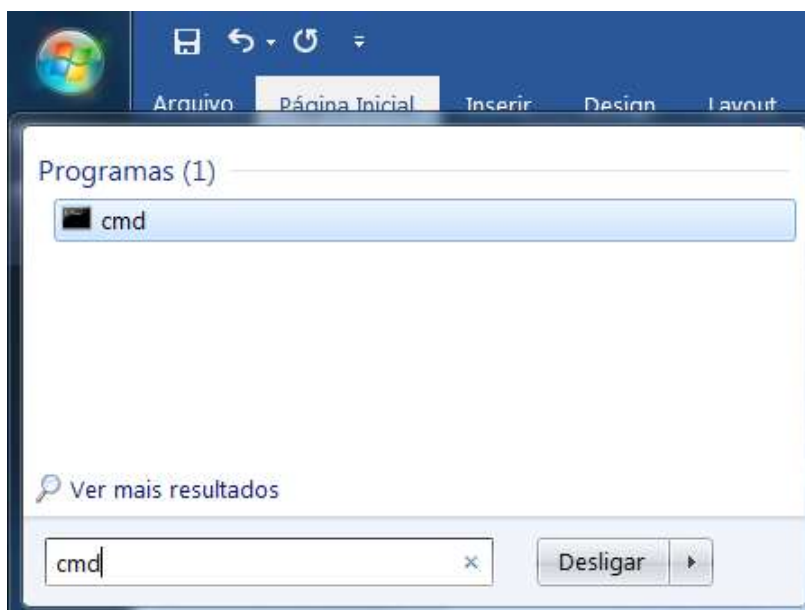 Arquivo Página Inicial Inserir Design Layout
Programas (1)
cmd
Ver mais resultados
cmd Desligar